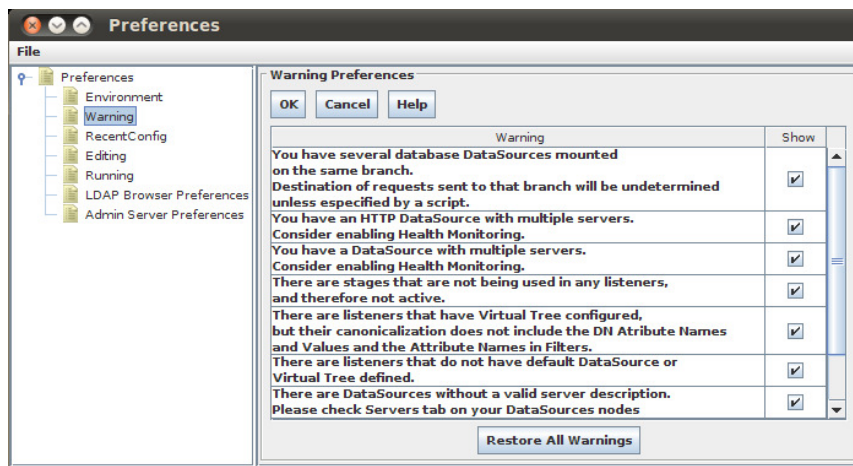 Preferences
File
Preferences
Environment
Warning
RecentConfig
Editing
Running
LDAP Browser Preferences
Admin Server Preferences
Warning Preferences
OK Cancel Help
Warning Show
You have several database DataSources mounted
on the same branch.
Destination of requests sent to that branch will be undetermined
unless especified by a script.
You have an HTTP DataSource with multiple servers.
Consider enabling Health Monitoring.
You have a DataSource with multiple servers.
Consider enabling Health Monitoring.
There are stages that are not being used in any listeners,
and therefore not active.
There are listeners that have Virtual Tree configured,
but their canonicalization does not include the DN Atribute Names
and Values and the Attribute Names in Filters.
There are listeners that do not have default DataSource or
Virtual Tree defined.
There are DataSources without a valid server description.
Please check Servers tab on your DataSources nodes
Restore All Warnings